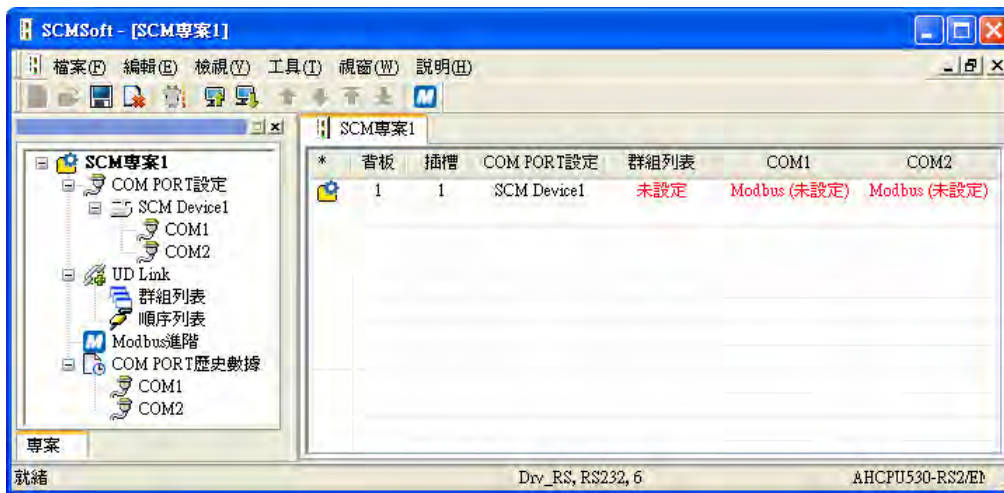 SCMSoft - [SCM專案1]
檔案(F) 編輯(E) 檢視(V) 工具(T) 視窗(W) 說明(H)
SCM專案1
COM PORT設定
SCM Device1
COM1
COM2
UD Link
群組列表
順序列表
Modbus進階
COM PORT歷史數據
COM1
COM2
專案
SCM專案1
* 背板 插槽 COM PORT設定 群組列表 COM1 COM2
1 1 SCM Device1 未設定 Modbus (未設定) Modbus (未設定)
就緒 Drv_RS, RS232, 6 AHCPU530-RS2/EN